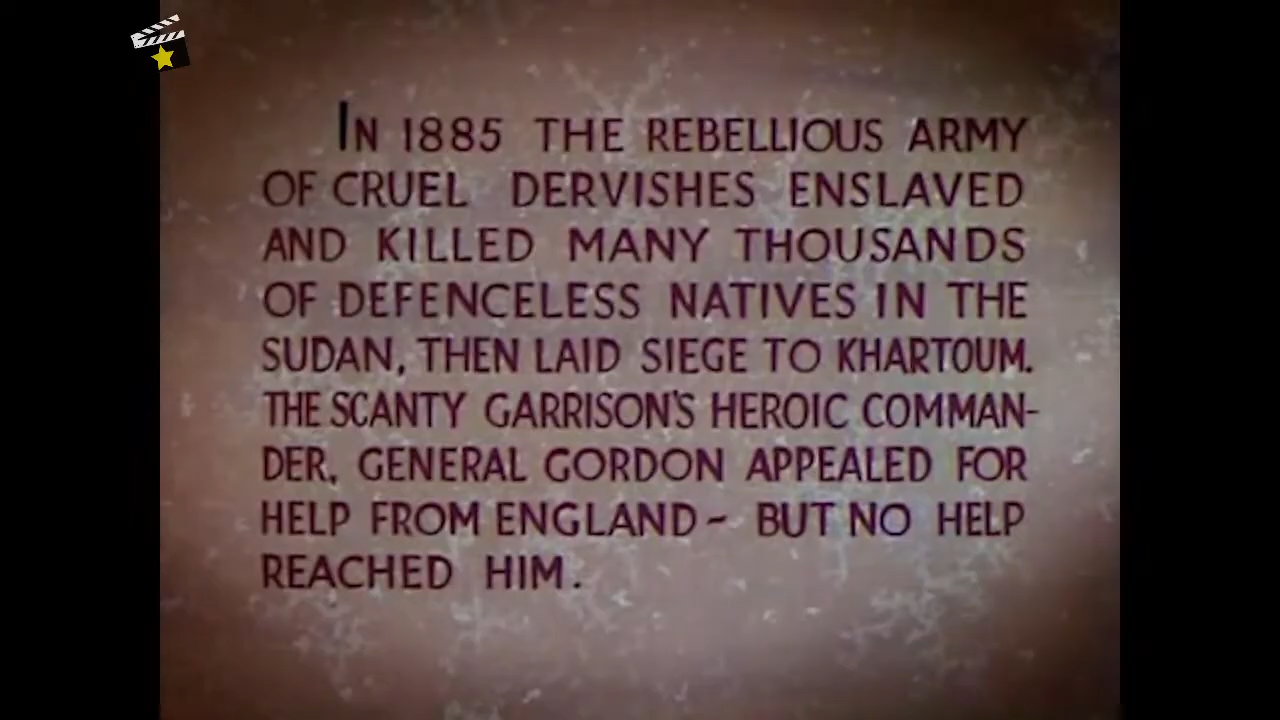 IN 1885 THE REBELLIOUS ARMY
OF CRUEL DERVISHES ENSLAVED
AND KILLED MANY THOUSANDS
OF DEFENCELESS NATIVES IN THE
SUDAN, THEN LAID SIEGE TO KHARTOUM.
THE SCANTY GARRISON'S HEROIC COMMAN-
DER, GENERAL GORDON APPEALED FOR
HELP FROM ENGLAND ~ BUT NO HELP
REACHED HIM.